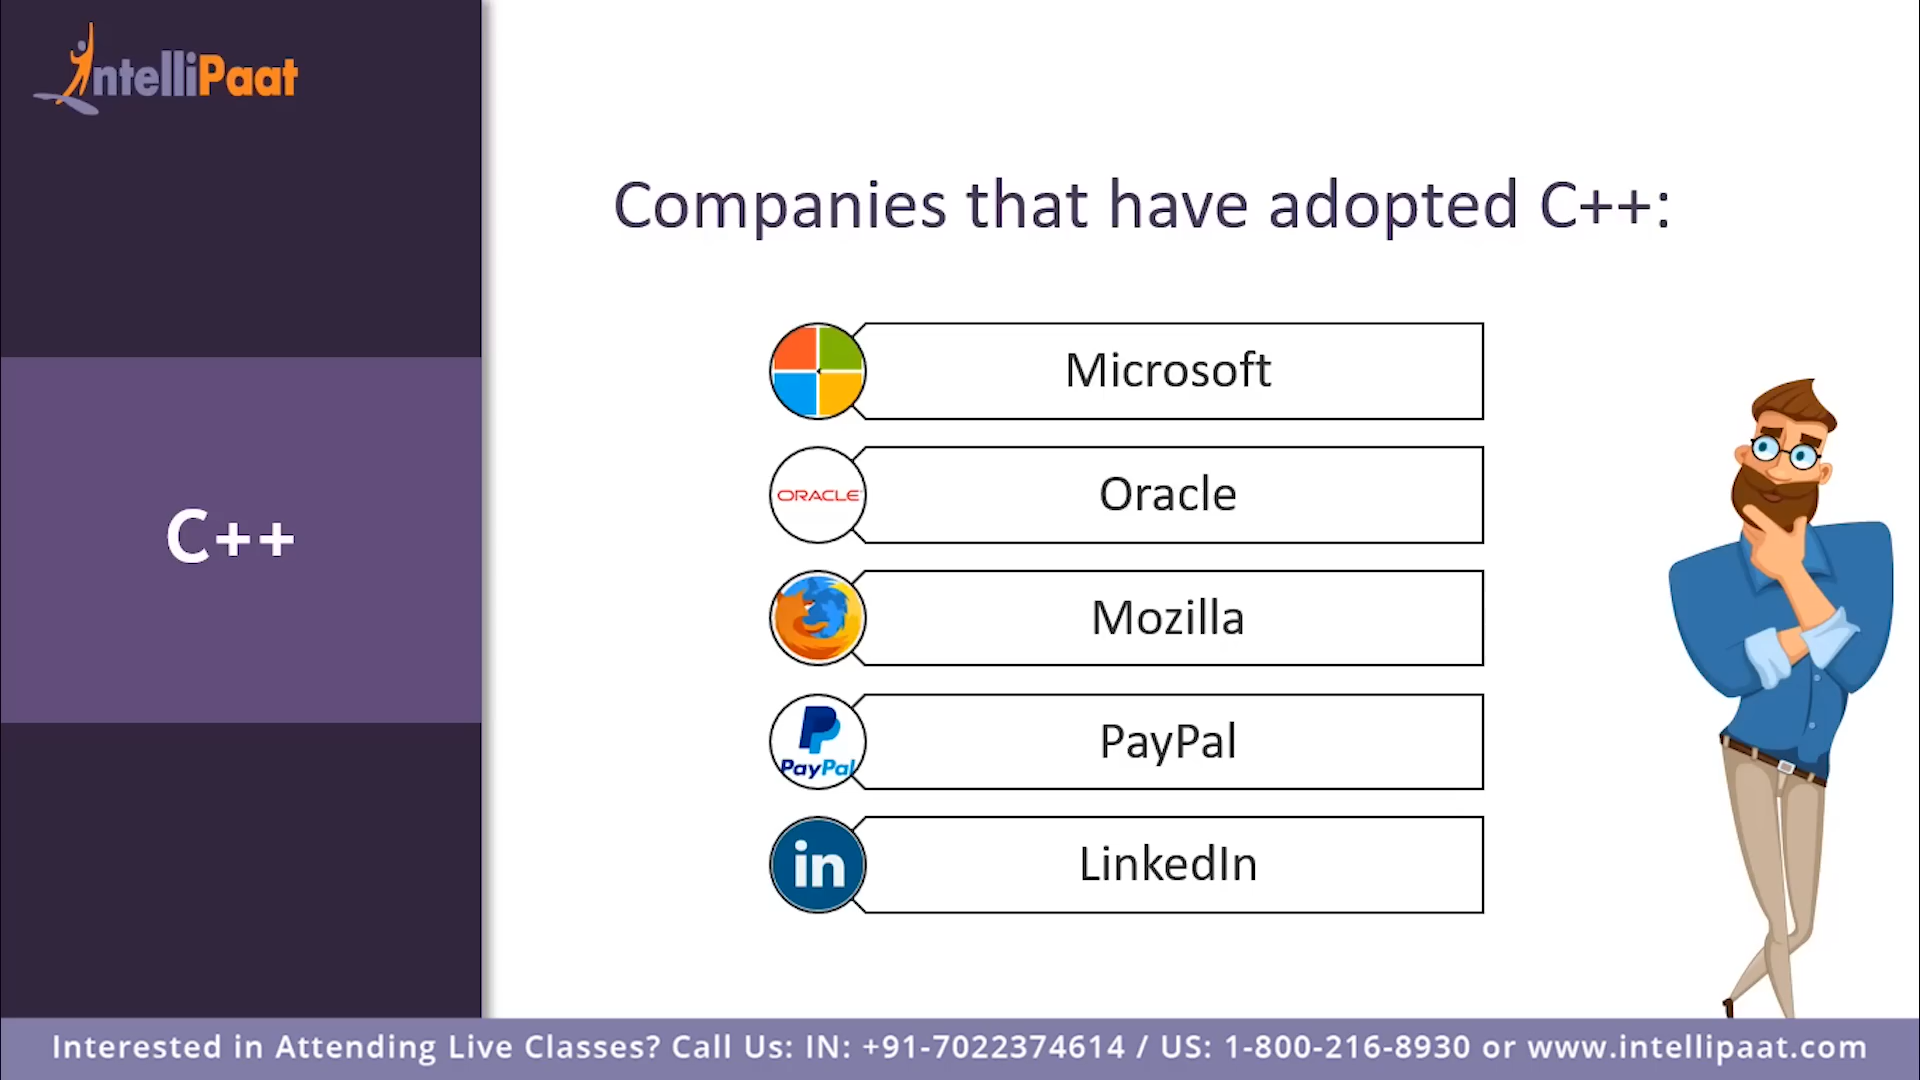 IntelliPaat
Companies that have adopted C++:
C++
Microsoft
ORACLE
Oracle
Mozilla
PayPal
PayPal
in
LinkedIn
Interested in Attending Live Classes? Call Us: IN: +91-7022374614 / US: 1-800-216-8930 or www.intellipaat.com